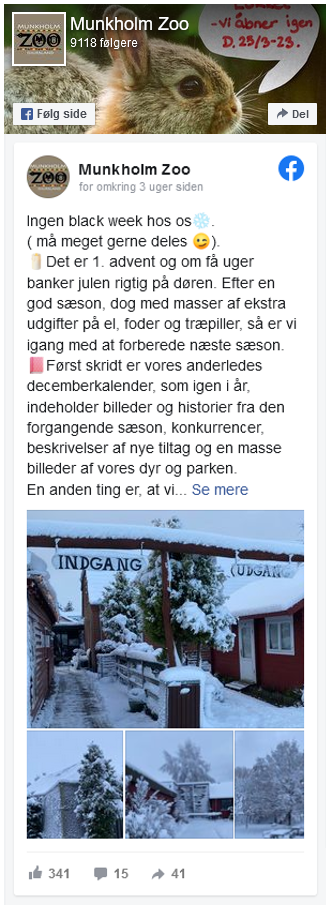 -vi åbner igen
D. 25/3-23.
MUNKHOLM
ZOO
Munkholm Zoo
9118 følgere
Følg side
Del
MUNKHOLM
ZOO
Munkholm Zoo
for omkring 3 uger siden
Ingen black week hos os❄️.
( må meget gerne deles 😉).
🕯️Det er 1. advent og om få uger
banker julen rigtig på døren. Efter en
god sæson, dog med masser af ekstra
udgifter på el, foder og træpiller, så er vi
igang med at forberede næste sæson.
📕Først skridt er vores anderledes
decemberkalender, som igen i år,
indeholder billeder og historier fra den
forgangende sæson, konkurrencer,
beskrivelser af nye tiltag og en masse
billeder af vores dyr og parken.
En anden ting er, at vi... Se mere
INDGANG
UDGANG
341
15
41